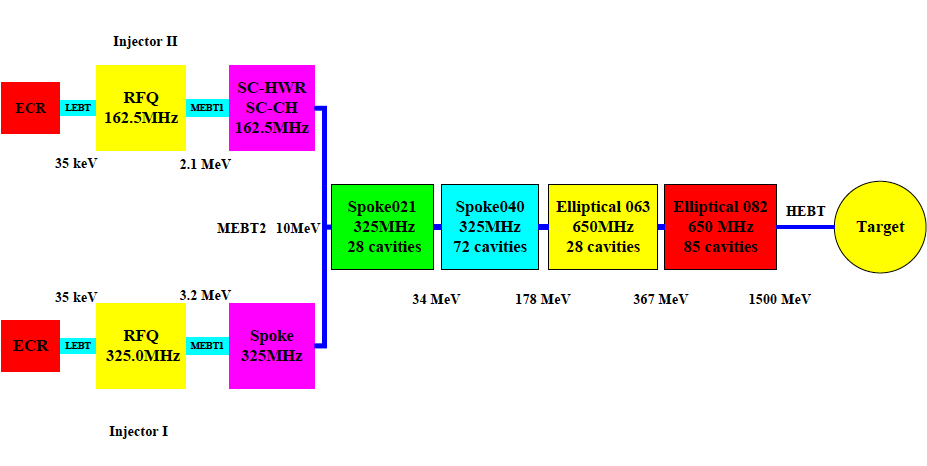 Injector II
ECR
LEBT
RFQ
162.5MHz
MEBT1
SC-HWR
SC-CH
162.5MHz
35 keV
2.1 MeV
MEBT2 10MeV
Spoke021
325MHz
28 cavities
Spoke040
325MHz
72 cavities
Elliptical 063
650MHz
28 cavities
Elliptical 082
650 MHz
85 cavities
HEBT
Target
34 MeV
178 MeV
367 MeV
1500 MeV
35 keV
3.2 MeV
ECR
LEBT
RFQ
325.0MHz
MEBT1
Spoke
325MHz
Injector I